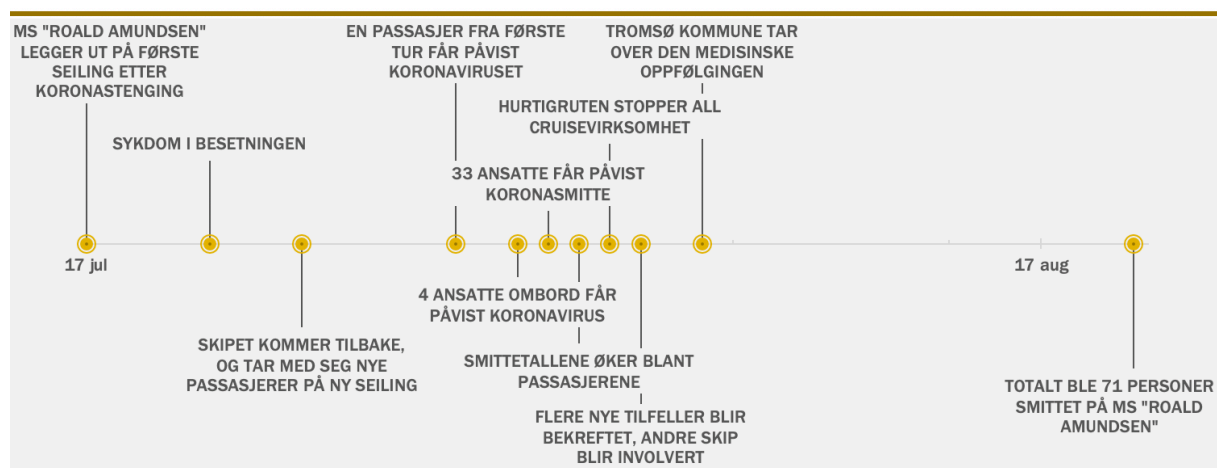 MS "ROALD AMUNDSEN"
LEGGER UT PÅ FØRSTE
SEILING ETTER
KORONASTENGING
SYKDOM I BESETNINGEN
SKIPET KOMMER TILBAKE,
OG TAR MED SEG NYE
PASSASJERER PÅ NY SEILING
EN PASSASJER FRA FØRSTE
TUR FÅR PÅVIST
KORONAVIRUSET
4 ANSATTE OMBORD FÅR
PÅVIST KORONAVIRUS
33 ANSATTE FÅR PÅVIST
KORONASMITTE
SMITTETALLENE ØKER BLANT
PASSASJERENE
HURTIGRUTEN STOPPER ALL
CRUISEVIRKSOMHET
FLERE NYE TILFELLER BLIR
BEKREFTET, ANDRE SKIP
BLIR INVOLVERT
TROMSØ KOMMUNE TAR
OVER DEN MEDISINSKE
OPPFØLGINGEN
TOTALT BLE 71 PERSONER
SMITTET PÅ MS "ROALD
AMUNDSEN"
17 jul
17 aug